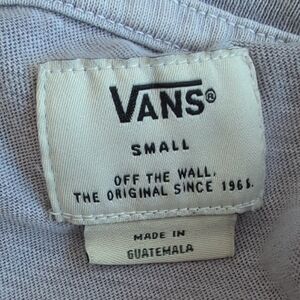 VANS®
SMALL
OFF THE WALL.
THE ORIGINAL SINCE 1966.
MADE IN
GUATEMALA